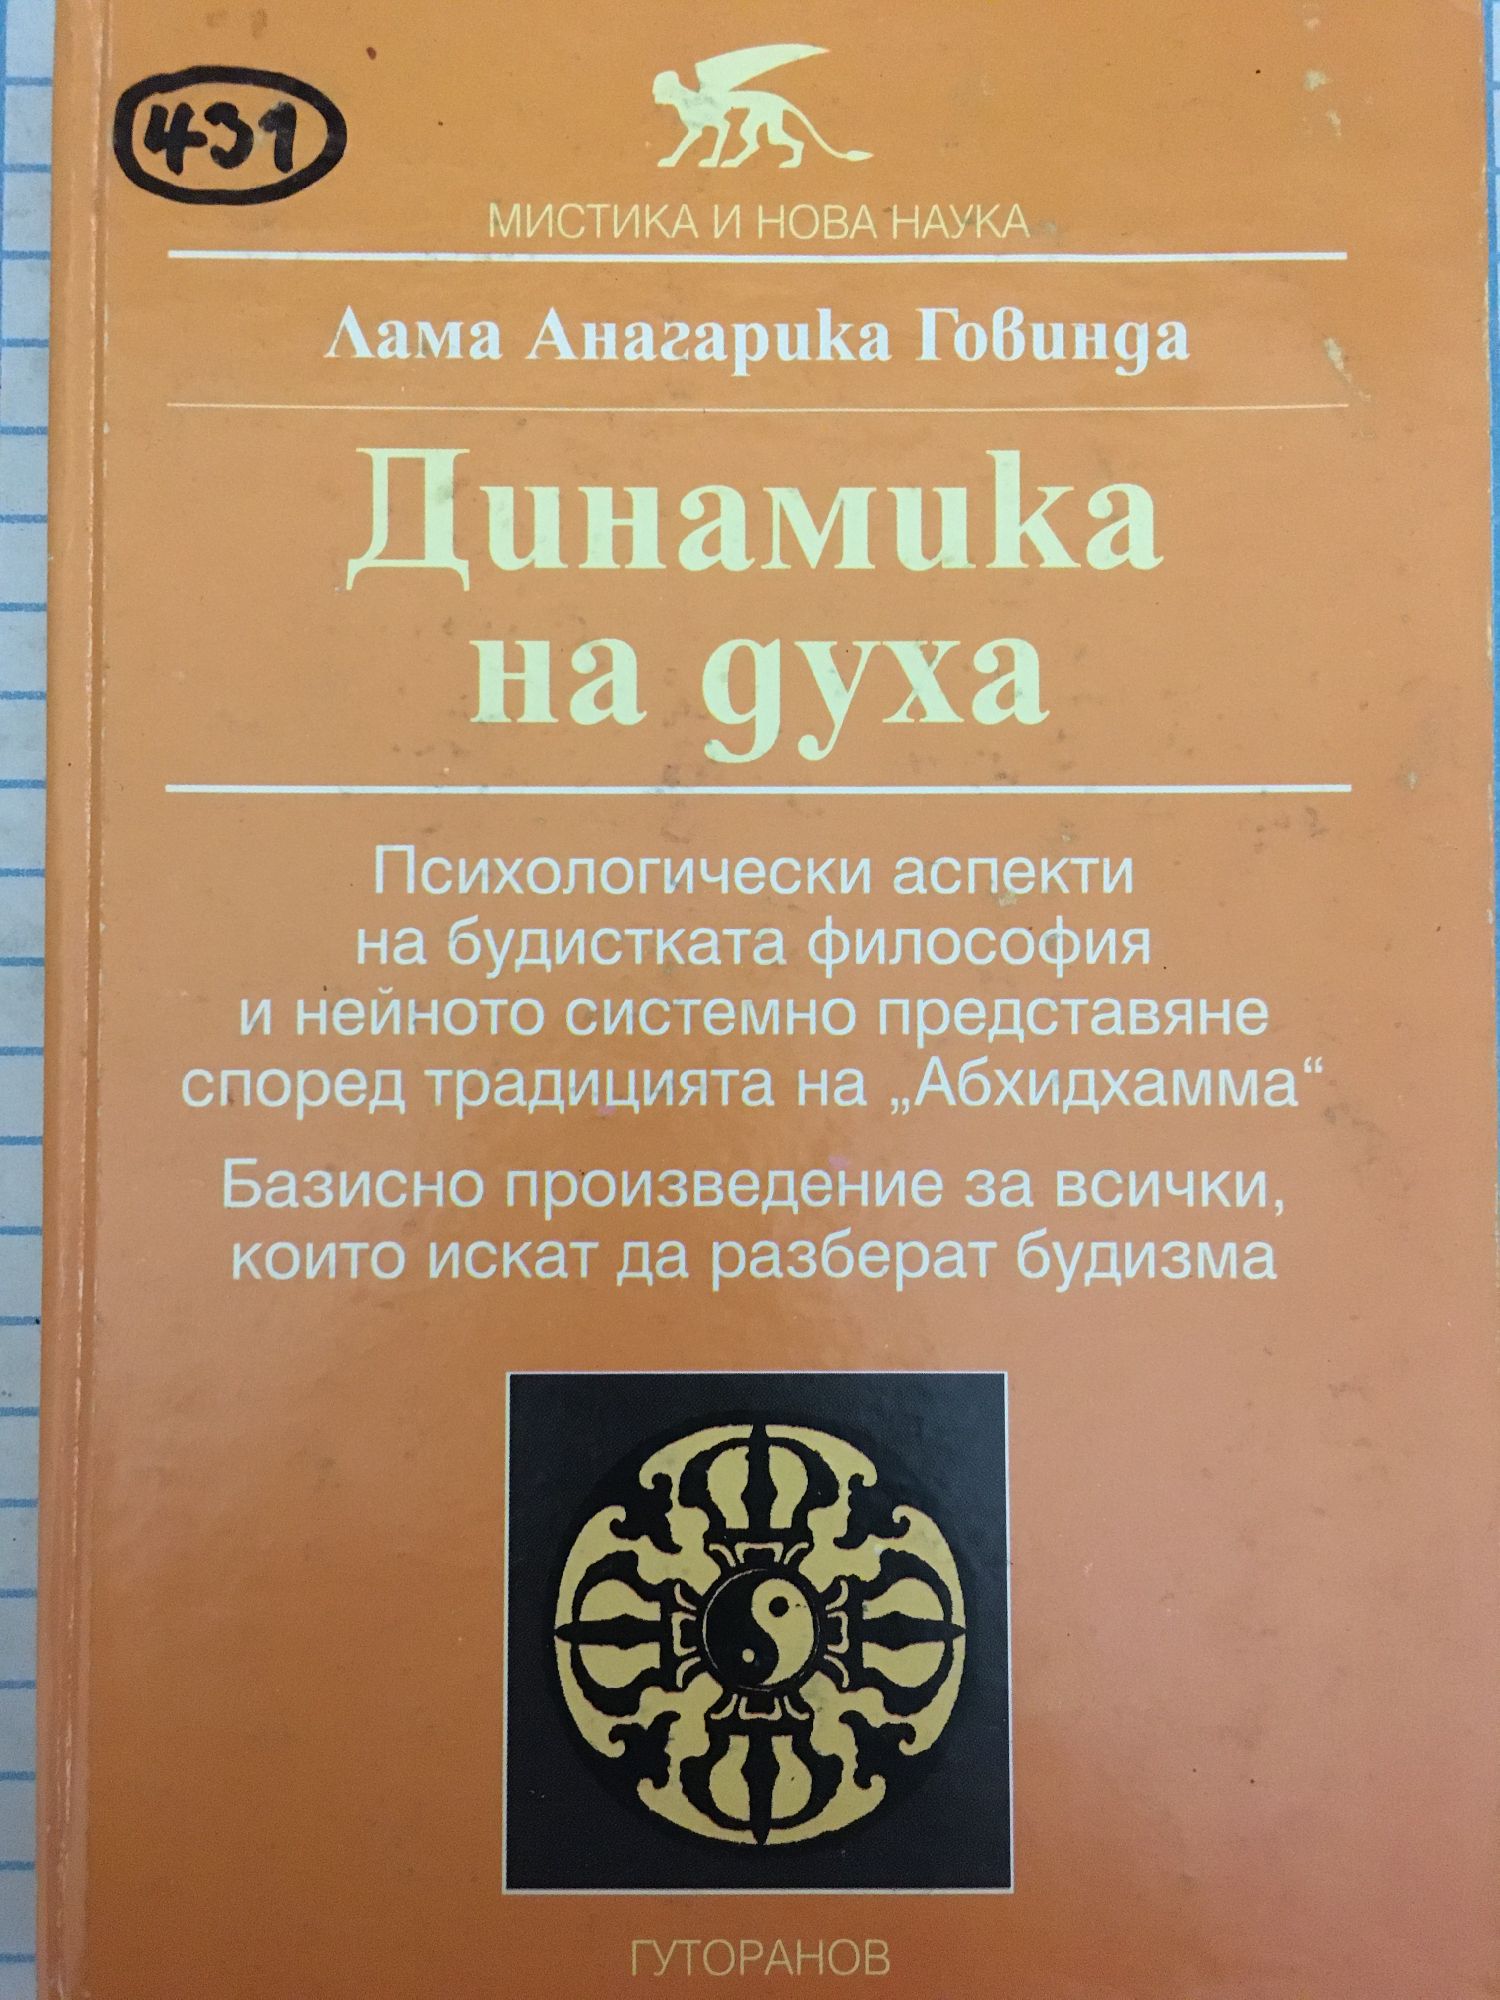 431
МИСТИКА И НОВА НАУКА
Лама Анагарика Говинда
Динамика
на духа
Психологически аспекти
на будистката философия
и нейното системно представяне
според традицията на „Абхидхамма“
Базисно произведение за всички,
които искат да разберат будизма
ГУТОРАНОВ